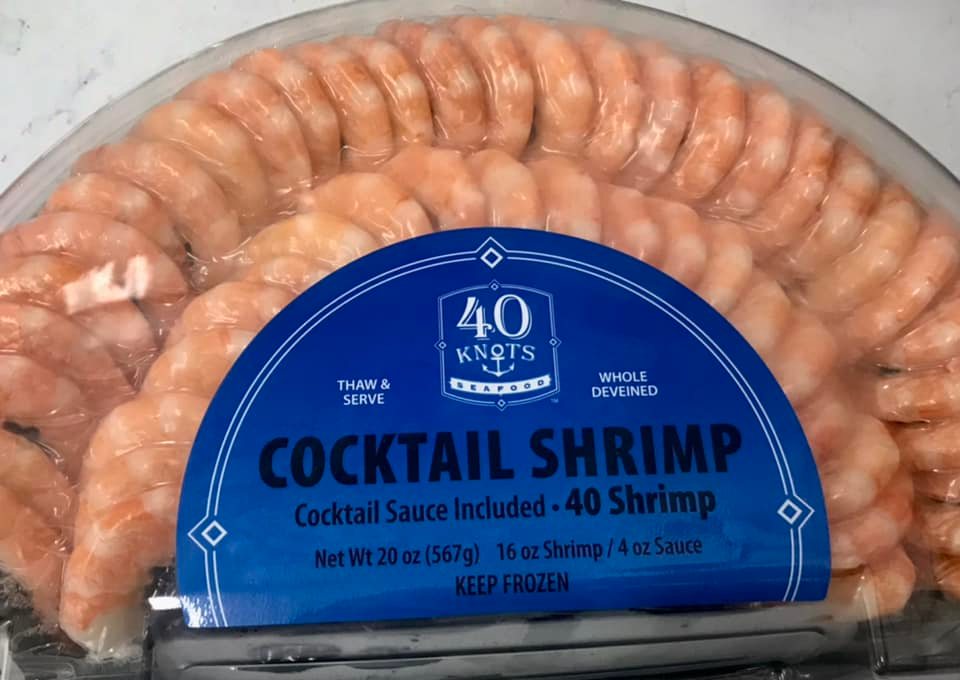 40
KNOTS
SEAFOOD
™
THAW &
SERVE
WHOLE
DEVEINED
COCKTAIL SHRIMP
Cocktail Sauce Included • 40 Shrimp
Net Wt 20 oz (567g) 16 oz Shrimp / 4 oz Sauce
KEEP FROZEN